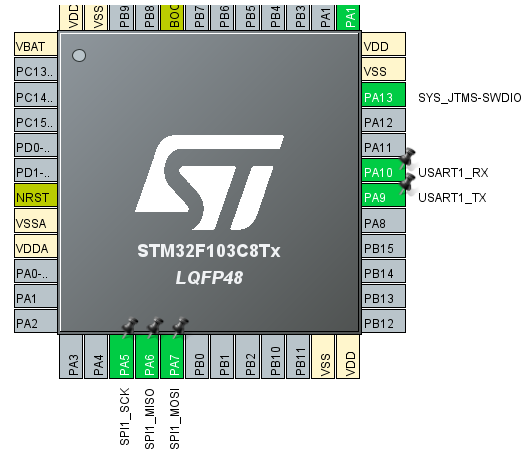 VDD
VSS
PB9
PB8
BOO
PB7
PB6
PB5
PB4
PB3
PA1
PA1
VBAT
VDD
PC13..
VSS
PC14..
PA13
SYS_JTMS-SWDIO
PC15..
PA12
PD0-..
PA11
PD1-..
PA10
USART1_RX
NRST
PA9
USART1_TX
VSSA
PA8
VDDA
PB15
PA0-..
PB14
PA1
PB13
PA2
PB12
STM32F103C8Tx
LQFP48
PA3
PA4
PA5
PA6
PA7
PB0
PB1
PB2
PB10
PB11
VSS
VDD
SPI1_SCK
SPI1_MISO
SPI1_MOSI